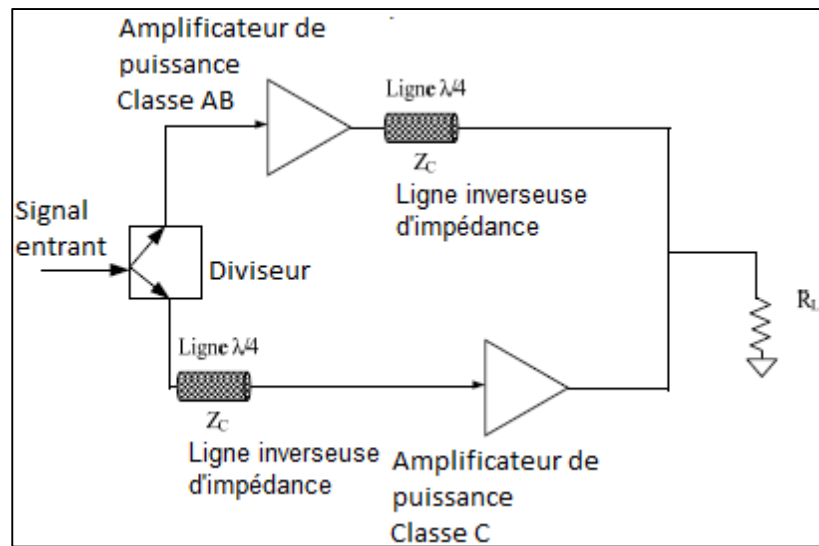 Amplificateur de
puissance
Classe AB
Ligne λ/4
Z_C
Ligne inverseuse
d'impédance
Signal
entrant
Diviseur
R_L
Ligne λ/4
Z_C
Ligne inverseuse
d'impédance
Amplificateur de
puissance
Classe C